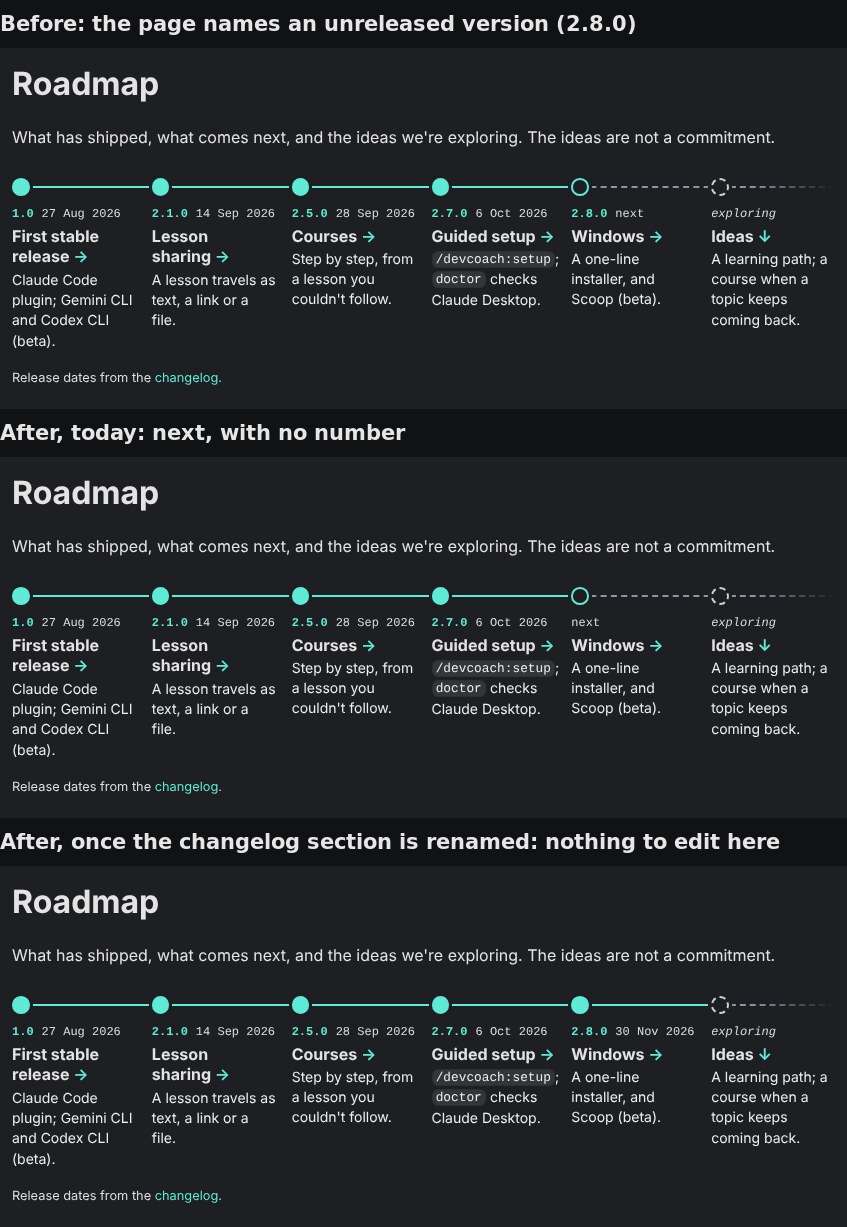 Before: the page names an unreleased version (2.8.0)
Roadmap
What has shipped, what comes next, and the ideas we're exploring. The ideas are not a commitment.
1.0 27 Aug 2026
First stable
release →
Claude Code
plugin; Gemini CLI
and Codex CLI
(beta).
2.1.0 14 Sep 2026
Lesson
sharing →
A lesson travels as
text, a link or a
file.
2.5.0 28 Sep 2026
Courses →
Step by step, from
a lesson you
couldn't follow.
2.7.0 6 Oct 2026
Guided setup →
/devcoach:setup;
doctor checks
Claude Desktop.
2.8.0 next
Windows →
A one-line
installer, and
Scoop (beta).
exploring
Ideas ↓
A learning path; a
course when a
topic keeps
coming back.
Release dates from the changelog.
After, today: next, with no number
Roadmap
What has shipped, what comes next, and the ideas we're exploring. The ideas are not a commitment.
1.0 27 Aug 2026
First stable
release →
Claude Code
plugin; Gemini CLI
and Codex CLI
(beta).
2.1.0 14 Sep 2026
Lesson
sharing →
A lesson travels as
text, a link or a
file.
2.5.0 28 Sep 2026
Courses →
Step by step, from
a lesson you
couldn't follow.
2.7.0 6 Oct 2026
Guided setup →
/devcoach:setup;
doctor checks
Claude Desktop.
next
Windows →
A one-line
installer, and
Scoop (beta).
exploring
Ideas ↓
A learning path; a
course when a
topic keeps
coming back.
Release dates from the changelog.
After, once the changelog section is renamed: nothing to edit here
Roadmap
What has shipped, what comes next, and the ideas we're exploring. The ideas are not a commitment.
1.0 27 Aug 2026
First stable
release →
Claude Code
plugin; Gemini CLI
and Codex CLI
(beta).
2.1.0 14 Sep 2026
Lesson
sharing →
A lesson travels as
text, a link or a
file.
2.5.0 28 Sep 2026
Courses →
Step by step, from
a lesson you
couldn't follow.
2.7.0 6 Oct 2026
Guided setup →
/devcoach:setup;
doctor checks
Claude Desktop.
2.8.0 30 Nov 2026
Windows →
A one-line
installer, and
Scoop (beta).
exploring
Ideas ↓
A learning path; a
course when a
topic keeps
coming back.
Release dates from the changelog.